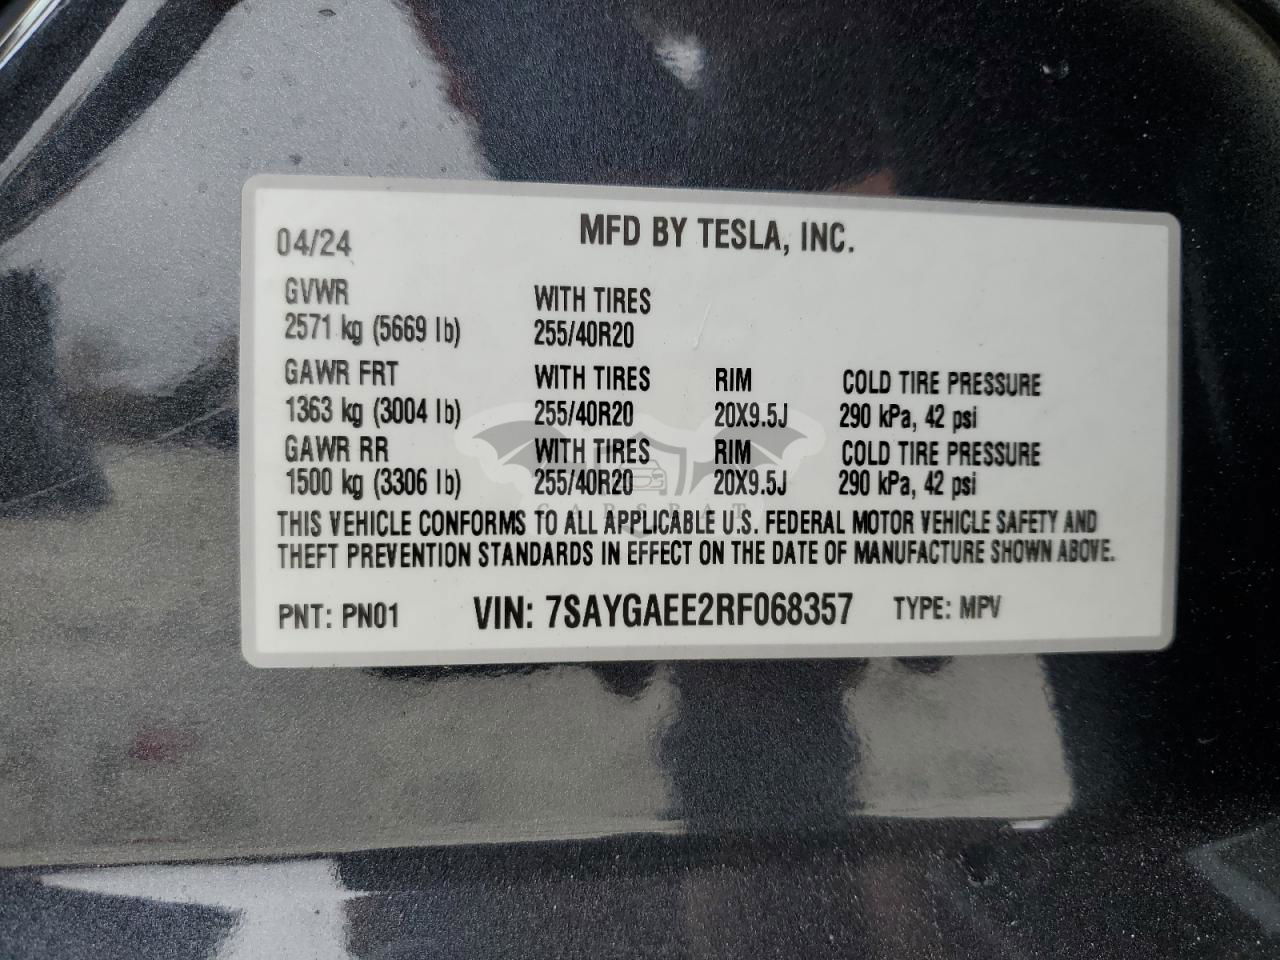 04/24 MFD BY TESLA, INC.
GVWR WITH TIRES
2571 kg (5669 lb) 255/40R20
GAWR FRT WITH TIRES RIM COLD TIRE PRESSURE
1363 kg (3004 lb) 255/40R20 20X9.5J 290 kPa, 42 psi
GAWR RR WITH TIRES RIM COLD TIRE PRESSURE
1500 kg (3306 lb) 255/40R20 20X9.5J 290 kPa, 42 psi
CARSBAT
THIS VEHICLE CONFORMS TO ALL APPLICABLE U.S. FEDERAL MOTOR VEHICLE SAFETY AND
THEFT PREVENTION STANDARDS IN EFFECT ON THE DATE OF MANUFACTURE SHOWN ABOVE.
PNT: PN01 VIN: 7SAYGAEE2RF068357 TYPE: MPV